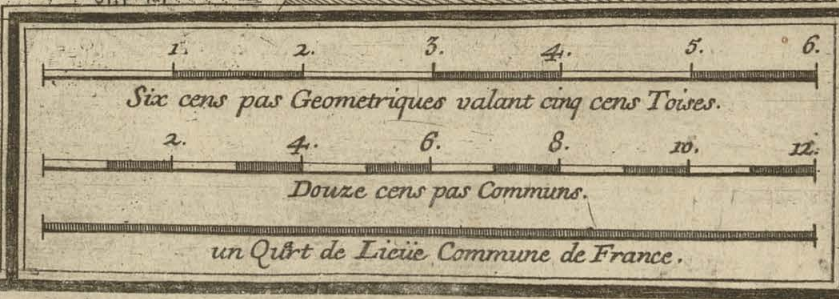 1. 2. 3. 4. 5. 6.
Six cens pas Geometriques valant cinq cens Toises.
2. 4. 6. 8. 10. 12.
Douze cens pas Communs.
un Qũrt de Lieüe Commune de France.